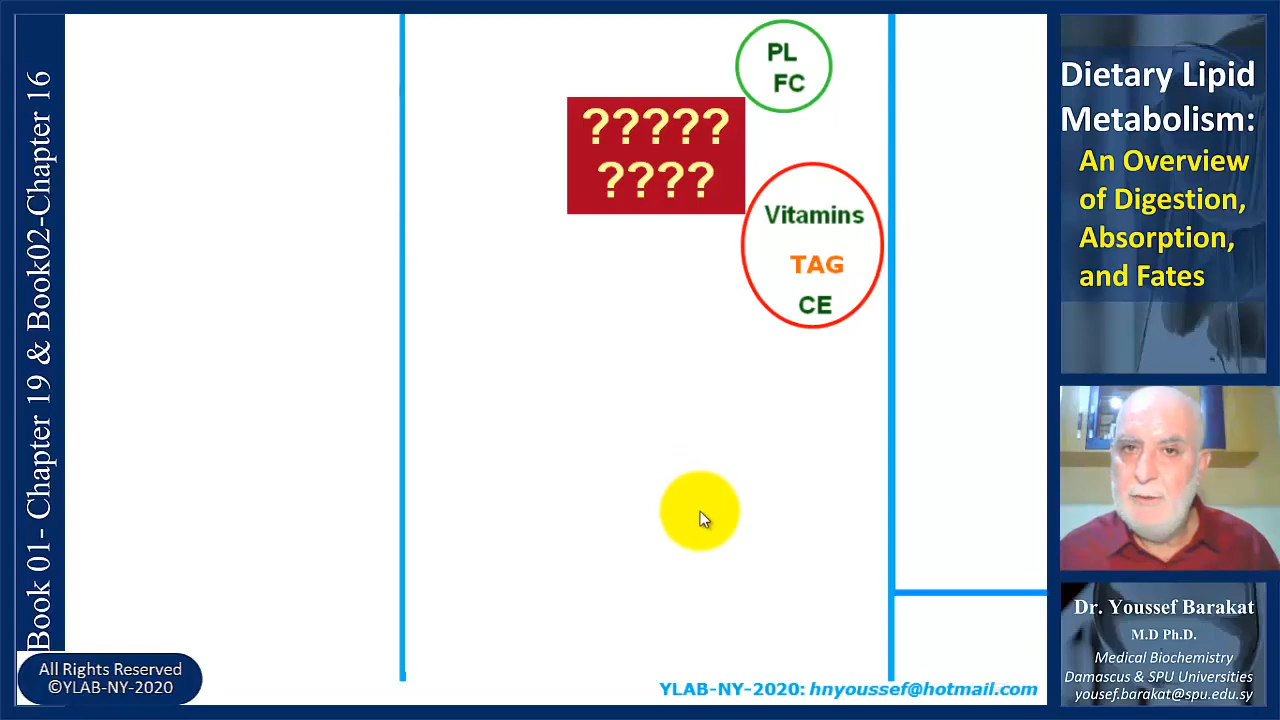 Book 01- Chapter 19 & Book02-Chapter 16
PL
FC
?????
????
Vitamins
TAG
CE
Dietary Lipid
Metabolism:
An Overview
of Digestion,
Absorption,
and Fates
Dr. Youssef Barakat
M.D Ph.D.
Medical Biochemistry
Damascus & SPU Universities
yousef.barakat@spu.edu.sy
All Rights Reserved
©YLAB-NY-2020
YLAB-NY-2020: hnyoussef@hotmail.com